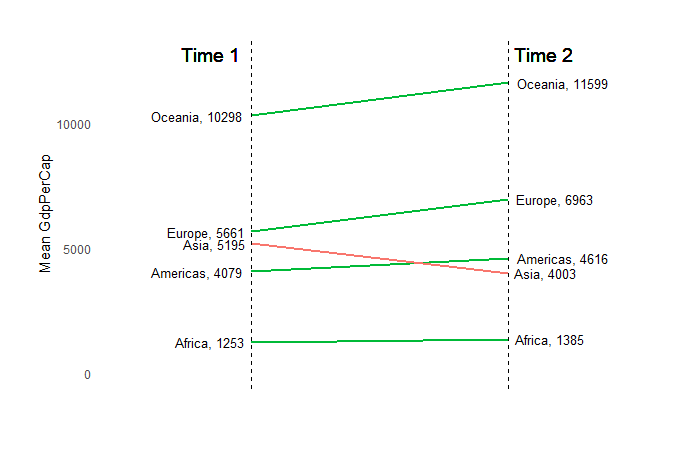 Time 1
Time 2
Mean GdpPerCap
10000
5000
0
Oceania, 10298
Europe, 5661
Asia, 5195
Americas, 4079
Africa, 1253
Oceania, 11599
Europe, 6963
Americas, 4616
Asia, 4003
Africa, 1385